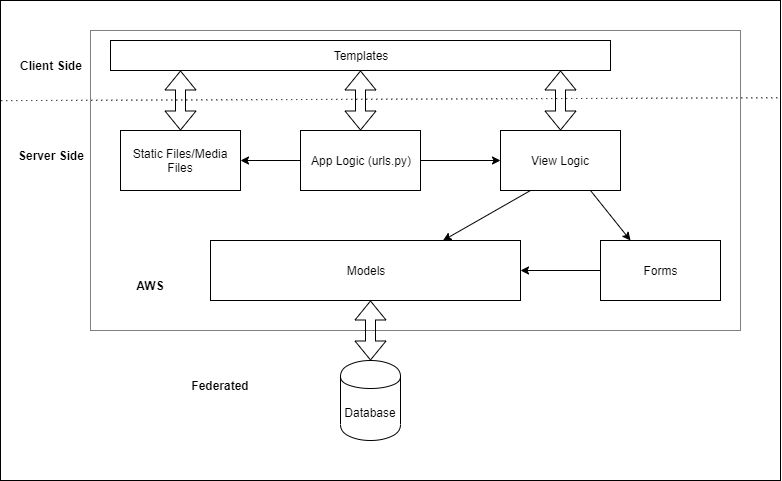 Templates
Client Side
Server Side
Static Files/Media
Files
App Logic (urls.py)
View Logic
Models
Forms
AWS
Federated
Database